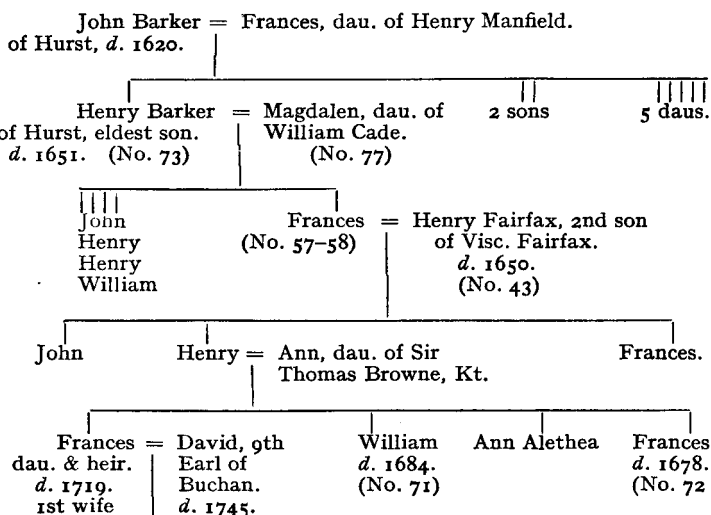 John Barker = Frances, dau. of Henry Manfield.
of Hurst, d. 1620.
Henry Barker = Magdalen, dau. of 2 sons 5 daus.
of Hurst, eldest son. William Cade.
d. 1651. (No. 73) (No. 77)
John Frances = Henry Fairfax, 2nd son
Henry (No. 57–58) of Visc. Fairfax.
Henry d. 1650.
William (No. 43)
John Henry = Ann, dau. of Sir Frances.
Thomas Browne, Kt.
Frances = David, 9th William Ann Alethea Frances
dau. & heir. Earl of d. 1684. d. 1678.
d. 1719. Buchan. (No. 71) (No. 72
1st wife d. 1745.